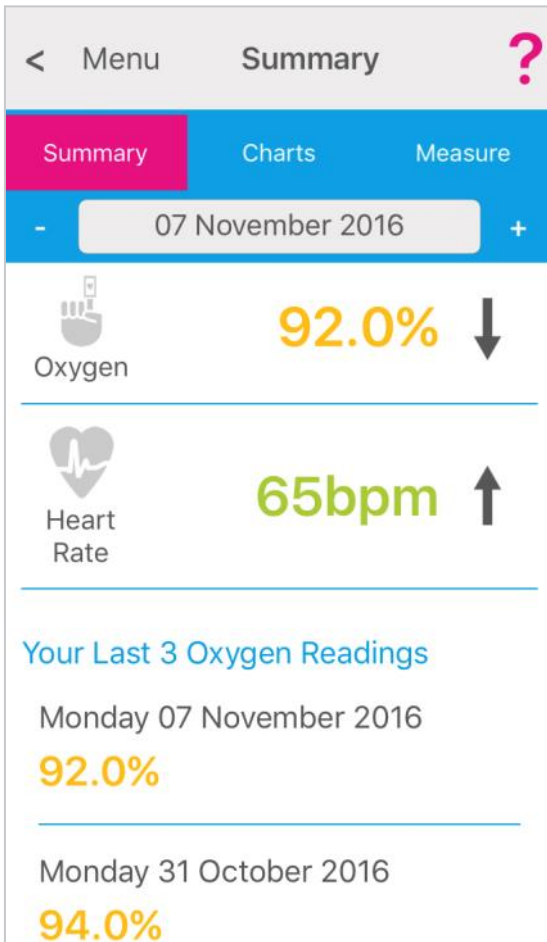 < Menu Summary ?
Summary Charts Measure
- 07 November 2016 +
92.0% ↓
Oxygen
65bpm ↑
Heart
Rate
Your Last 3 Oxygen Readings
Monday 07 November 2016
92.0%
Monday 31 October 2016
94.0%